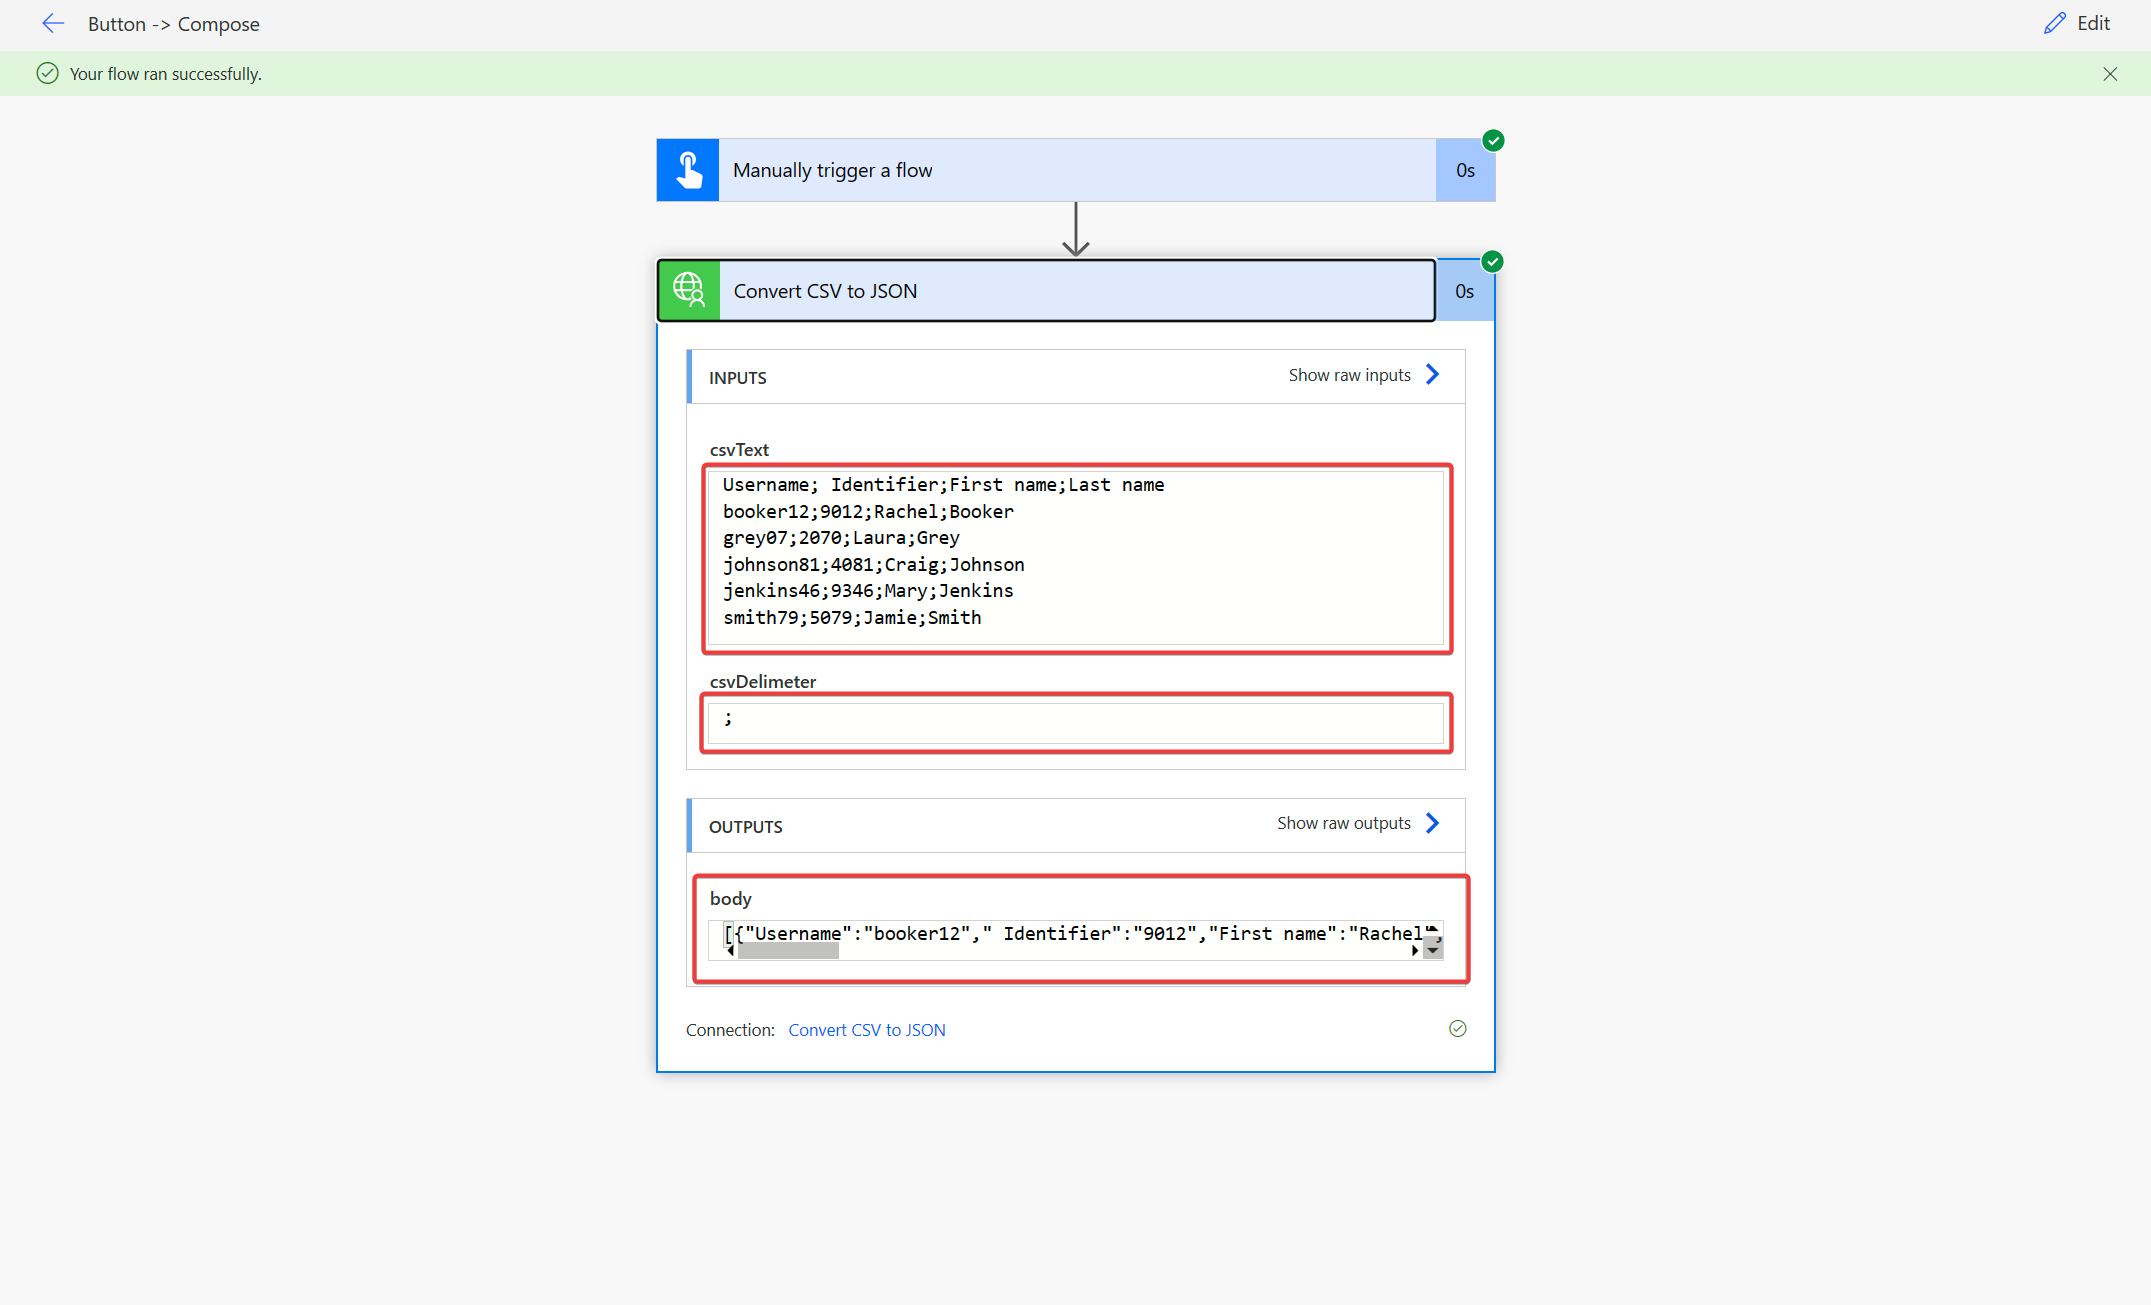 Button -> Compose
Edit
Your flow ran successfully.
Manually trigger a flow
0s
Convert CSV to JSON
0s
INPUTS
Show raw inputs
csvText
Username; Identifier;First name;Last name
booker12;9012;Rachel;Booker
grey07;2070;Laura;Grey
johnson81;4081;Craig;Johnson
jenkins46;9346;Mary;Jenkins
smith79;5079;Jamie;Smith
csvDelimeter
;
OUTPUTS
Show raw outputs
body
[{"Username":"booker12"," Identifier":"9012","First name":"Rachel",
Connection: Convert CSV to JSON